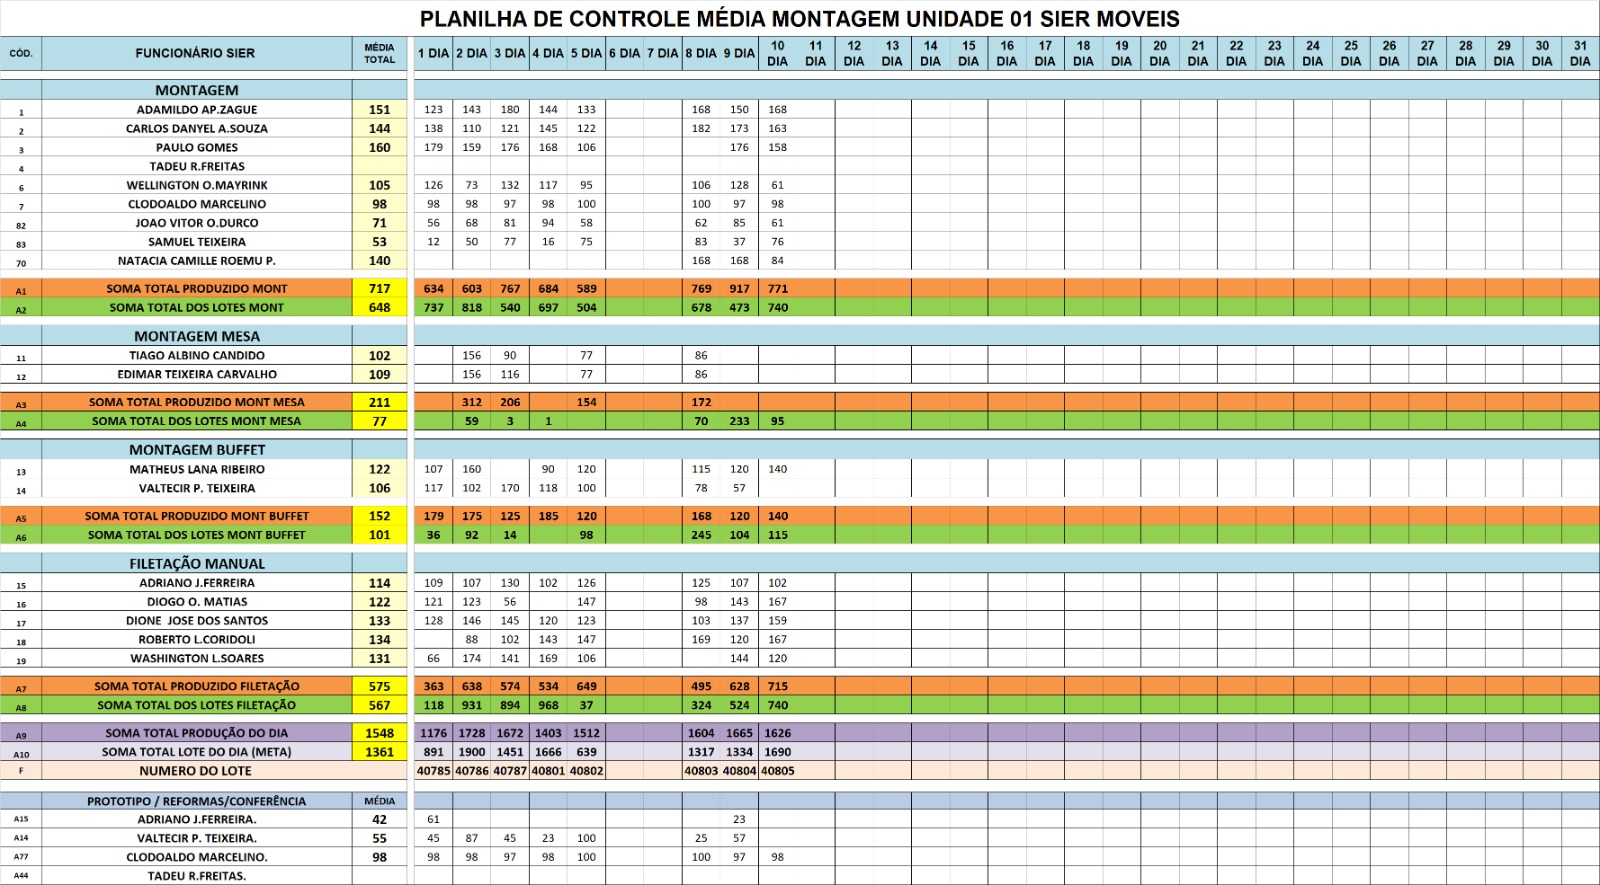 PLANILHA DE CONTROLE MÉDIA MONTAGEM UNIDADE 01 SIER MOVEIS
CÓD. FUNCIONÁRIO SIER MÉDIA TOTAL 1 DIA 2 DIA 3 DIA 4 DIA 5 DIA 6 DIA 7 DIA 8 DIA 9 DIA 10 DIA 11 DIA 12 DIA 13 DIA 14 DIA 15 DIA 16 DIA 17 DIA 18 DIA 19 DIA 20 DIA 21 DIA 22 DIA 23 DIA 24 DIA 25 DIA 26 DIA 27 DIA 28 DIA 29 DIA 30 DIA 31 DIA
MONTAGEM
1 ADAMILDO AP.ZAGUE 151 123 143 180 144 133 168 150 168
2 CARLOS DANYEL A.SOUZA 144 138 110 121 145 122 182 173 163
3 PAULO GOMES 160 179 159 176 168 106 176 158
4 TADEU R.FREITAS
6 WELLINGTON O.MAYRINK 105 126 73 132 117 95 106 128 61
7 CLODOALDO MARCELINO 98 98 98 97 98 100 100 97 98
82 JOAO VITOR O.DURCO 71 56 68 81 94 58 62 85 61
83 SAMUEL TEIXEIRA 53 12 50 77 16 75 83 37 76
70 NATACIA CAMILLE ROEMU P. 140 168 168 84
A1 SOMA TOTAL PRODUZIDO MONT 717 634 603 767 684 589 769 917 771
A2 SOMA TOTAL DOS LOTES MONT 648 737 818 540 697 504 678 473 740
MONTAGEM MESA
11 TIAGO ALBINO CANDIDO 102 156 90 77 86
12 EDIMAR TEIXEIRA CARVALHO 109 156 116 77 86
A3 SOMA TOTAL PRODUZIDO MONT MESA 211 312 206 154 172
A4 SOMA TOTAL DOS LOTES MONT MESA 77 59 3 1 70 233 95
MONTAGEM BUFFET
13 MATHEUS LANA RIBEIRO 122 107 160 90 120 115 120 140
14 VALTECIR P. TEIXEIRA 106 117 102 170 118 100 78 57
A5 SOMA TOTAL PRODUZIDO MONT BUFFET 152 179 175 125 185 120 168 120 140
A6 SOMA TOTAL DOS LOTES MONT BUFFET 101 36 92 14 98 245 104 115
FILETAÇÃO MANUAL
15 ADRIANO J.FERREIRA 114 109 107 130 102 126 125 107 102
16 DIOGO O. MATIAS 122 121 123 56 147 98 143 167
17 DIONE JOSE DOS SANTOS 133 128 146 145 120 123 103 137 159
18 ROBERTO L.CORIDOLI 134 88 102 143 147 169 120 167
19 WASHINGTON L.SOARES 131 66 174 141 169 106 144 120
A7 SOMA TOTAL PRODUZIDO FILETAÇÃO 575 363 638 574 534 649 495 628 715
A8 SOMA TOTAL DOS LOTES FILETAÇÃO 567 118 931 894 968 37 324 524 740
A9 SOMA TOTAL PRODUÇÃO DO DIA 1548 1176 1728 1672 1403 1512 1604 1665 1626
A10 SOMA TOTAL LOTE DO DIA (META) 1361 891 1900 1451 1666 639 1317 1334 1690
F NUMERO DO LOTE 40785 40786 40787 40801 40802 40803 40804 40805
PROTOTIPO / REFORMAS/CONFERÊNCIA MÉDIA
A15 ADRIANO J.FERREIRA. 42 61 23
A14 VALTECIR P. TEIXEIRA. 55 45 87 45 23 100 25 57
A77 CLODOALDO MARCELINO. 98 98 98 97 98 100 100 97 98
A44 TADEU R.FREITAS.